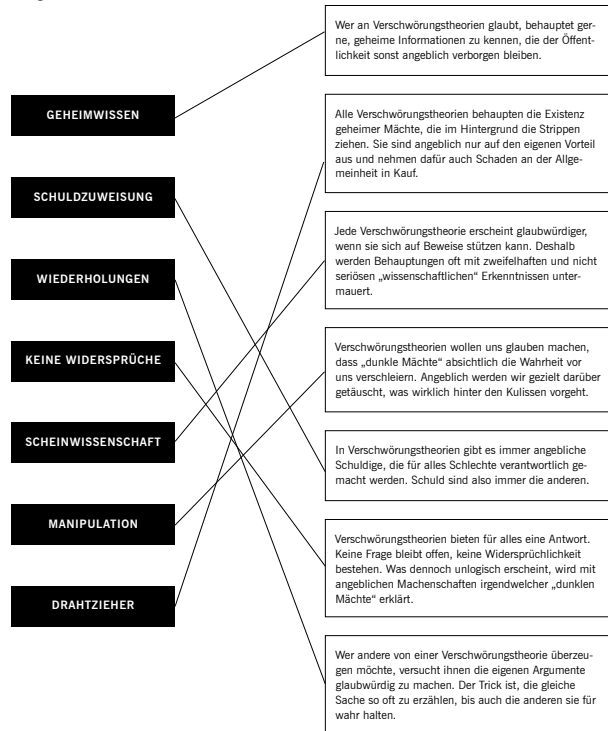 GEHEIMWISSEN
SCHULDZUWEISUNG
WIEDERHOLUNGEN
KEINE WIDERSPRÜCHE
SCHEINWISSENSCHAFT
MANIPULATION
DRAHTZIEHER
Wer an Verschwörungstheorien glaubt, behauptet ger-
ne, geheime Informationen zu kennen, die der Öffent-
lichkeit sonst angeblich verborgen bleiben.
Alle Verschwörungstheorien behaupten die Existenz
geheimer Mächte, die im Hintergrund die Strippen
ziehen. Sie sind angeblich nur auf den eigenen Vorteil
aus und nehmen dafür auch Schaden an der Allge-
meinheit in Kauf.
Jede Verschwörungstheorie erscheint glaubwürdiger,
wenn sie sich auf Beweise stützen kann. Deshalb
werden Behauptungen oft mit zweifelhaften und nicht
seriösen „wissenschaftlichen“ Erkenntnissen unter-
mauert.
Verschwörungstheorien wollen uns glauben machen,
dass „dunkle Mächte“ absichtlich die Wahrheit vor
uns verschleiern. Angeblich werden wir gezielt darüber
getäuscht, was wirklich hinter den Kulissen vorgeht.
In Verschwörungstheorien gibt es immer angebliche
Schuldige, die für alles Schlechte verantwortlich ge-
macht werden. Schuld sind also immer die anderen.
Verschwörungstheorien bieten für alles eine Antwort.
Keine Frage bleibt offen, keine Widersprüchlichkeit
bestehen. Was dennoch unlogisch erscheint, wird mit
angeblichen Machenschaften irgendwelcher „dunklen
Mächte“ erklärt.
Wer andere von einer Verschwörungstheorie überzeu-
gen möchte, versucht ihnen die eigenen Argumente
glaubwürdig zu machen. Der Trick ist, die gleiche
Sache so oft zu erzählen, bis auch die anderen sie für
wahr halten.